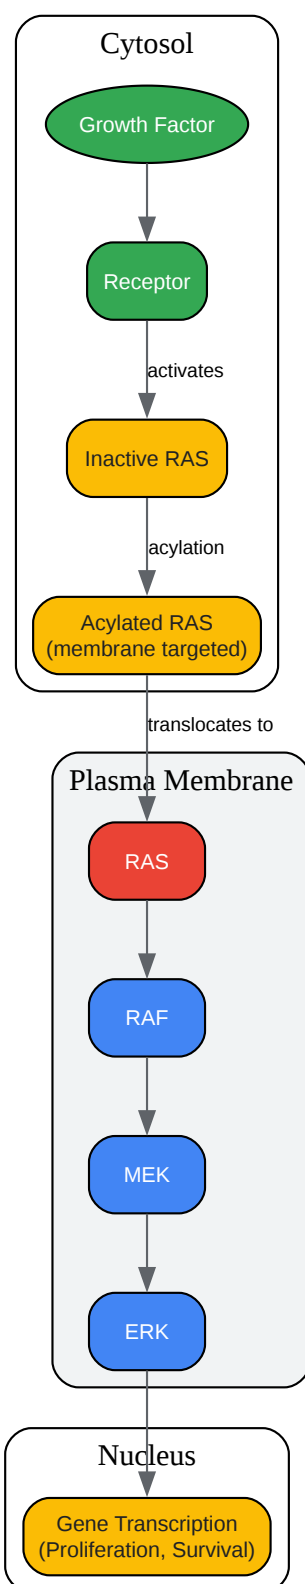 Cytosol
Growth Factor
Receptor
activates
Inactive RAS
acylation
Acylated RAS
(membrane targeted)
translocates to
Plasma Membrane
RAS
RAF
MEK
ERK
Nucleus
Gene Transcription
(Proliferation, Survival)